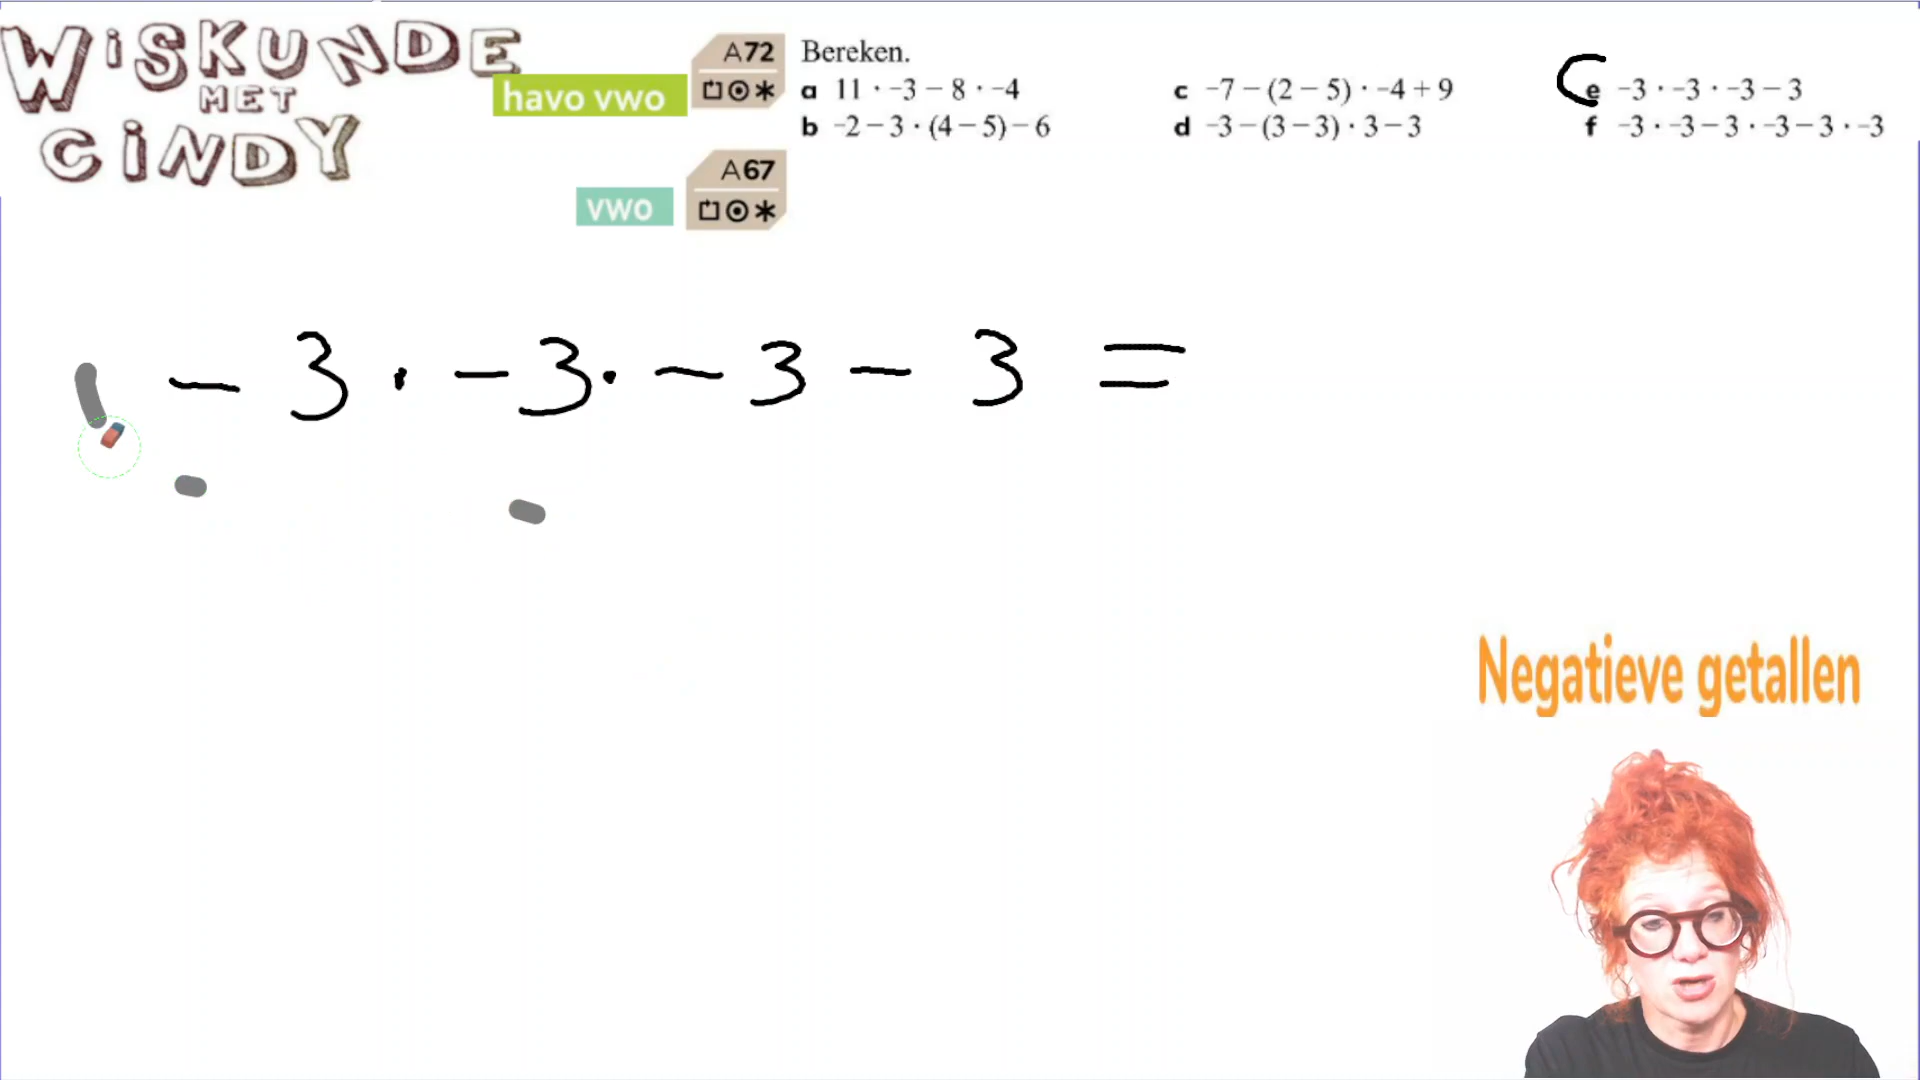 WiSKUNDE
MET
CiNDY
havo vwo
A72
Bereken.
a 11 · -3 − 8 · -4
b -2 − 3 · (4 − 5) − 6
c -7 − (2 − 5) · -4 + 9
d -3 − (3 − 3) · 3 − 3
e -3 · -3 · -3 − 3
f -3 · -3 − 3 · -3 − 3 · -3
vwo
A67
- 3 · - 3 · - 3 - 3 =
Negatieve getallen